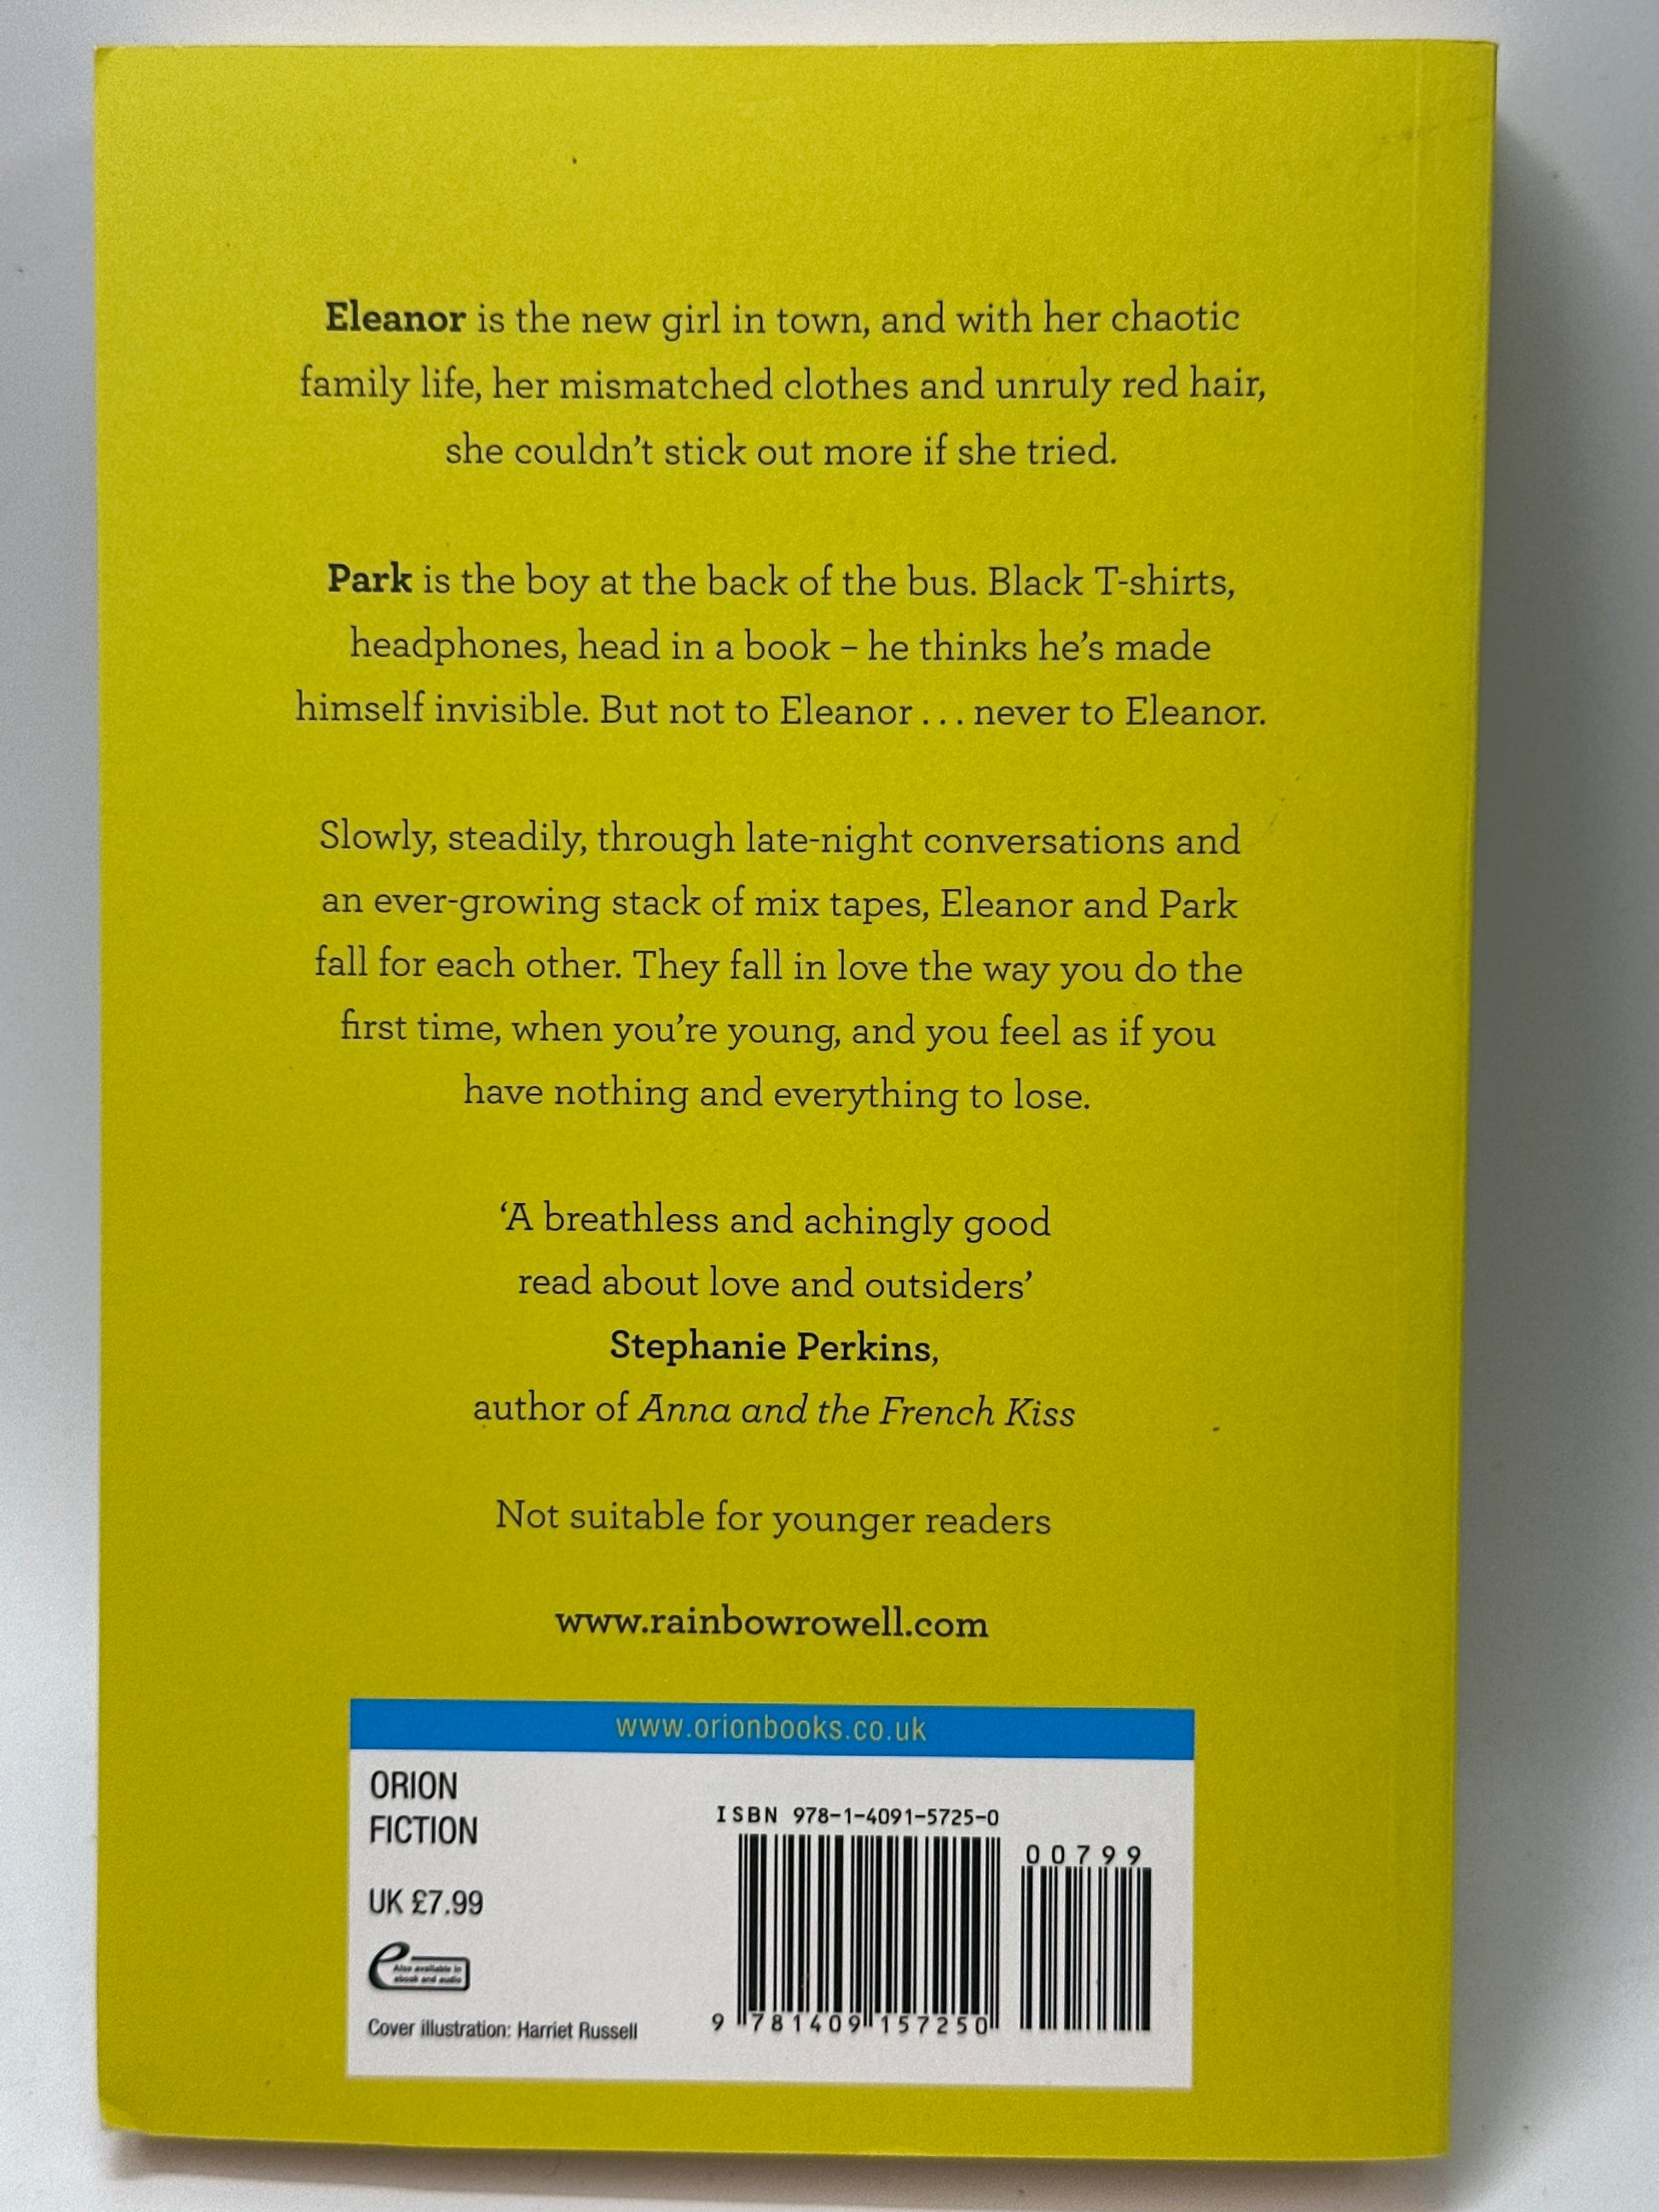 Eleanor is the new girl in town, and with her chaotic
family life, her mismatched clothes and unruly red hair,
she couldn’t stick out more if she tried.
Park is the boy at the back of the bus. Black T-shirts,
headphones, head in a book – he thinks he’s made
himself invisible. But not to Eleanor . . . never to Eleanor.
Slowly, steadily, through late-night conversations and
an ever-growing stack of mix tapes, Eleanor and Park
fall for each other. They fall in love the way you do the
first time, when you’re young, and you feel as if you
have nothing and everything to lose.
‘A breathless and achingly good
read about love and outsiders’
Stephanie Perkins,
author of Anna and the French Kiss
Not suitable for younger readers
www.rainbowrowell.com
www.orionbooks.co.uk
ORION
FICTION
UK £7.99
e
Also available in
ebook and audio
Cover illustration: Harriet Russell
ISBN 978-1-4091-5725-0
00799
9 781409 157250